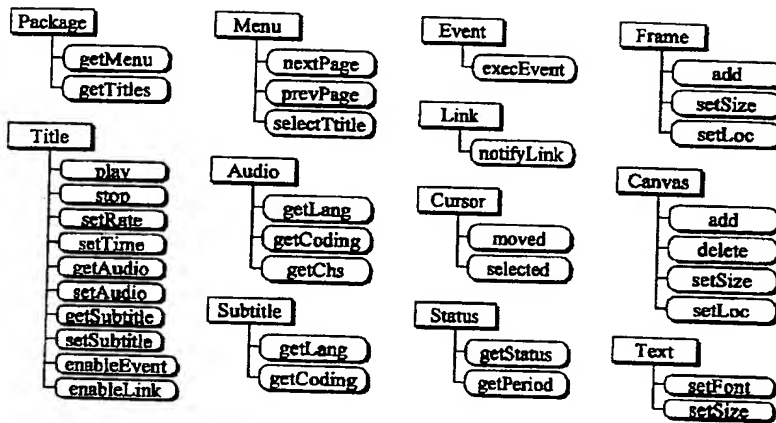 Package
getMenu
getTitles
Title
play
stop
setRate
setTime
getAudio
setAudio
getSubtitle
setSubtitle
enableEvent
enableLink
Menu
nextPage
prevPage
selectTtitle
Audio
getLang
getCoding
getChs
Subtitle
getLang
getCoding
Event
execEvent
Link
notifyLink
Cursor
moved
selected
Status
getStatus
getPeriod
Frame
add
setSize
setLoc
Canvas
add
delete
setSize
setLoc
Text
setFont
setSize